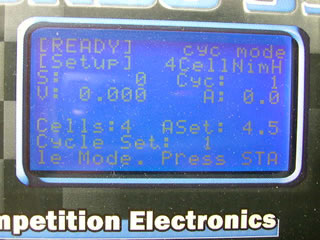 [READY] cyc mode
[Setup] 4CellNimH
S: 0 Cyc: 1
V: 0.000 A: 0.0
Cells:4 ASet: 4.5
Cycle Set: 1
le Mode. Press STA
mpetition Electronics